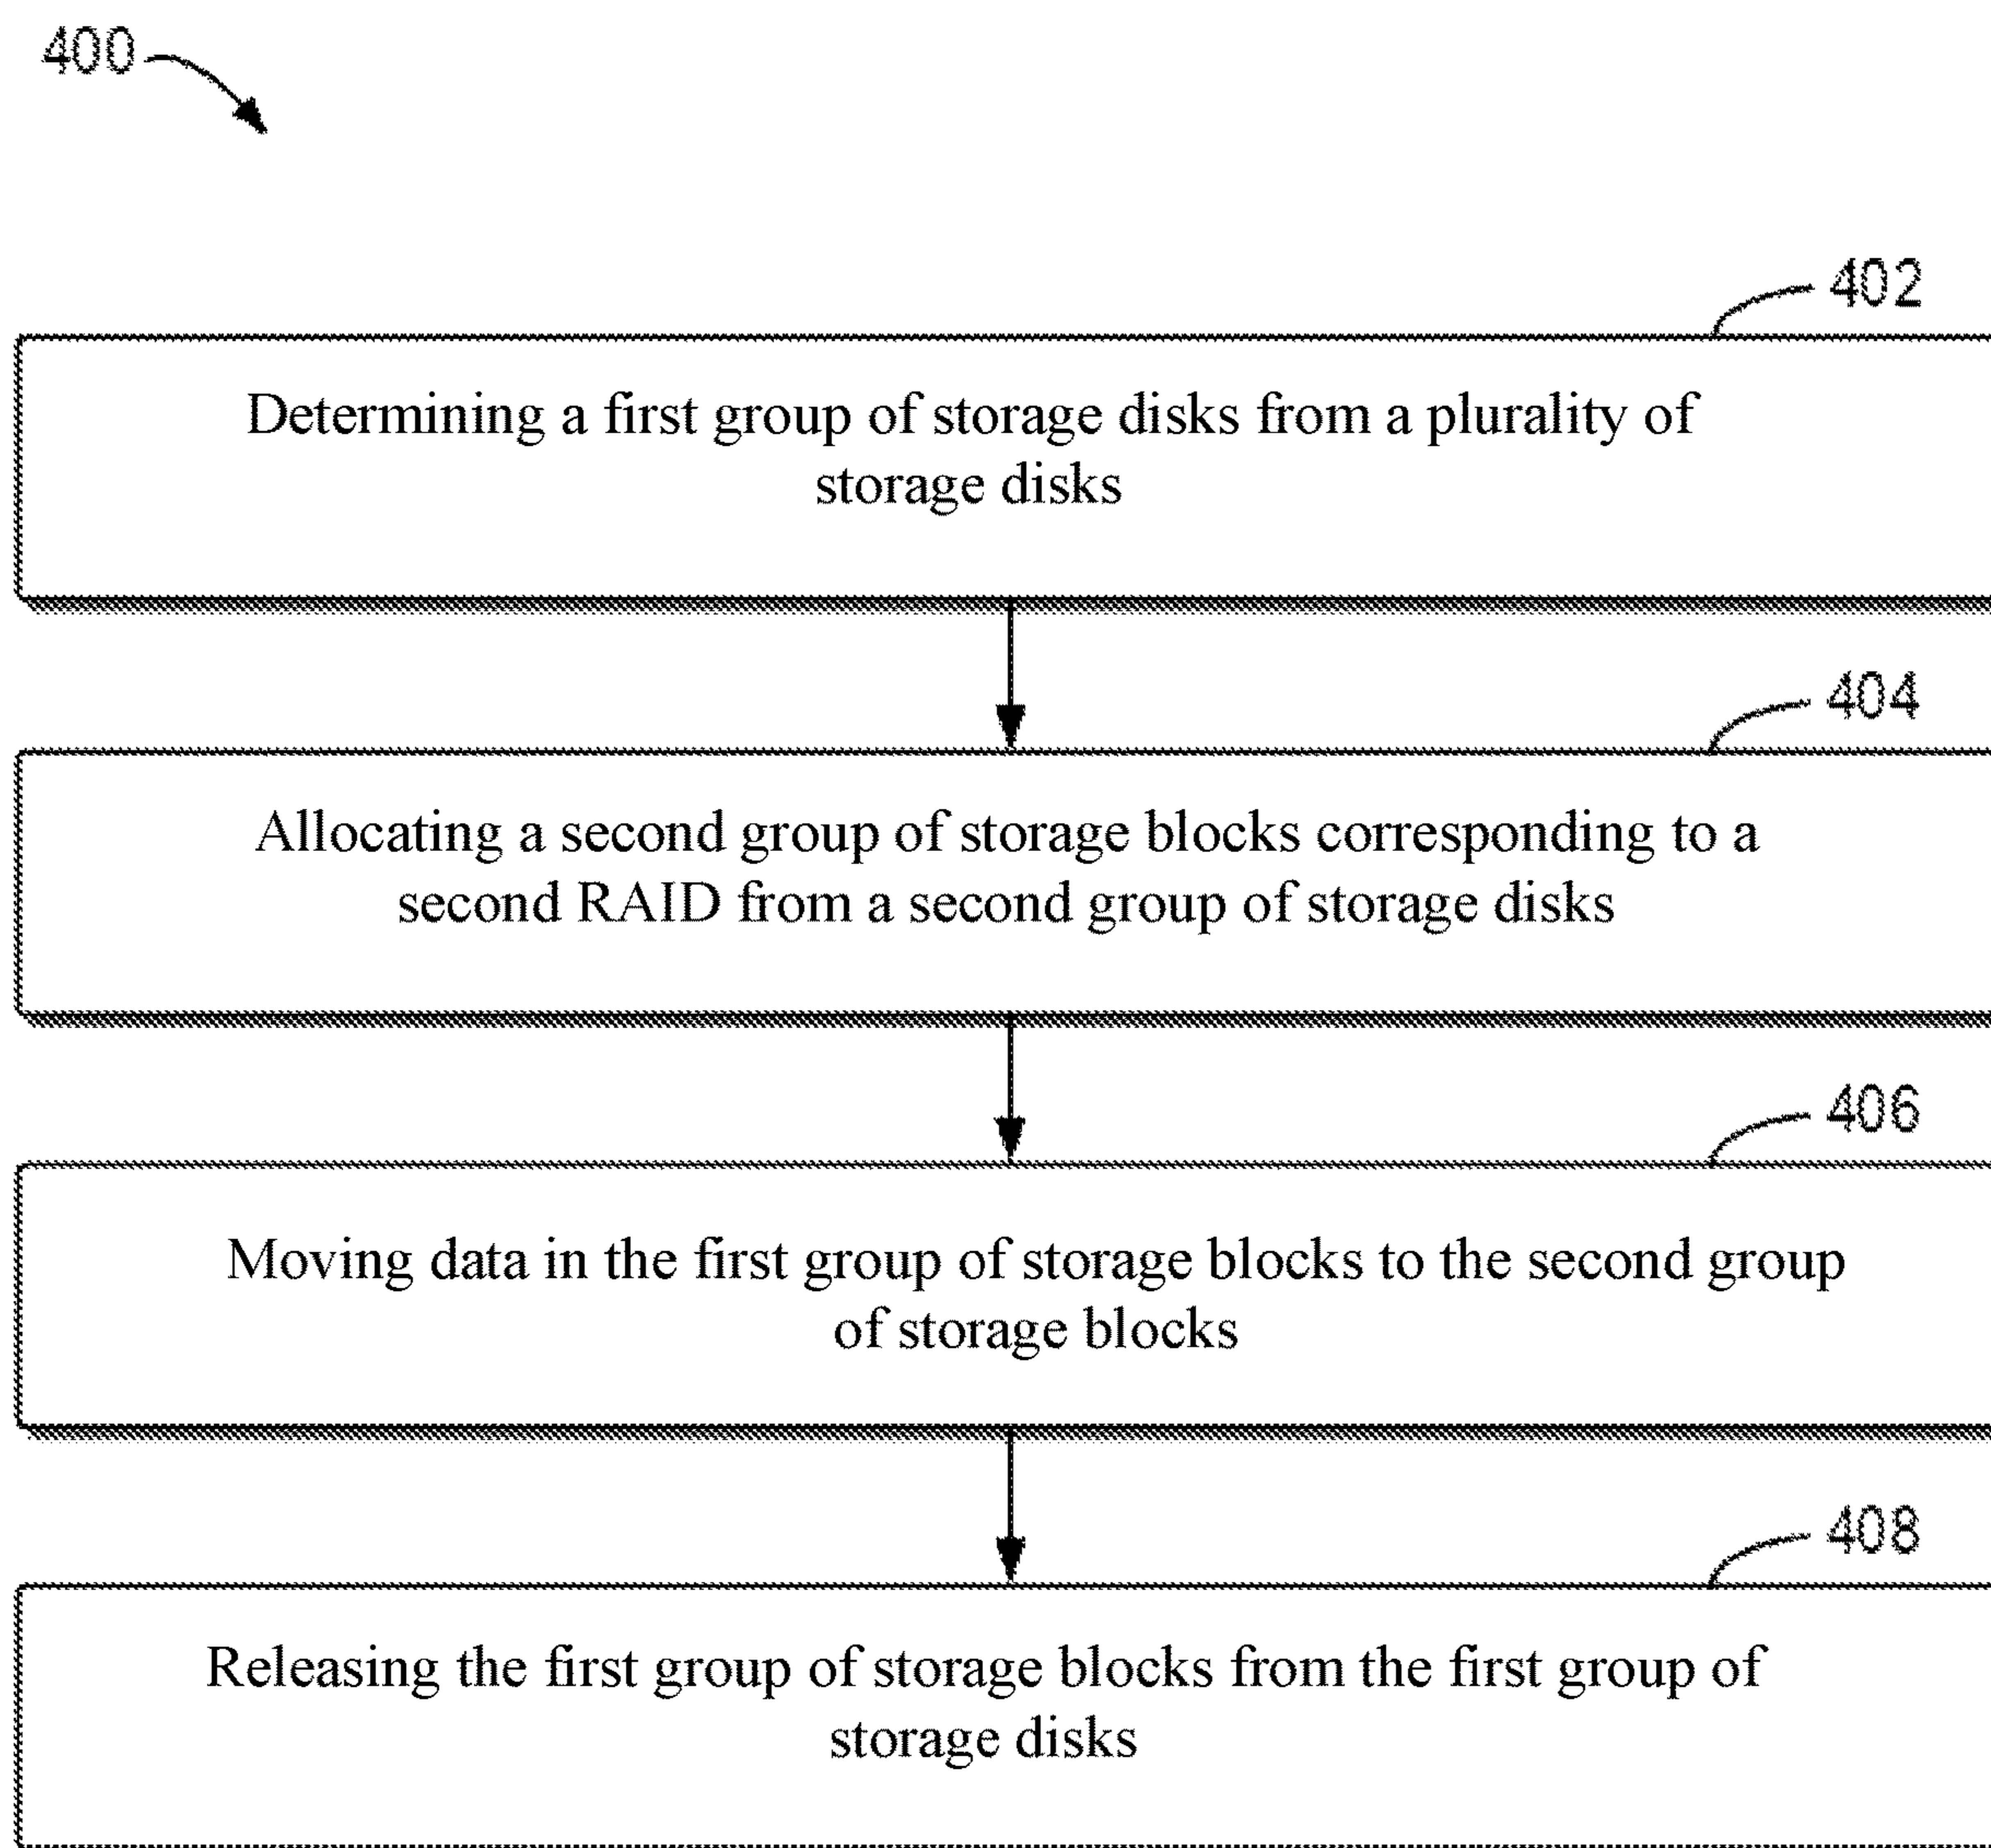 400
402
Determining a first group of storage disks from a plurality of
storage disks
404
Allocating a second group of storage blocks corresponding to a
second RAID from a second group of storage disks
406
Moving data in the first group of storage blocks to the second group
of storage blocks
408
Releasing the first group of storage blocks from the first group of
storage disks